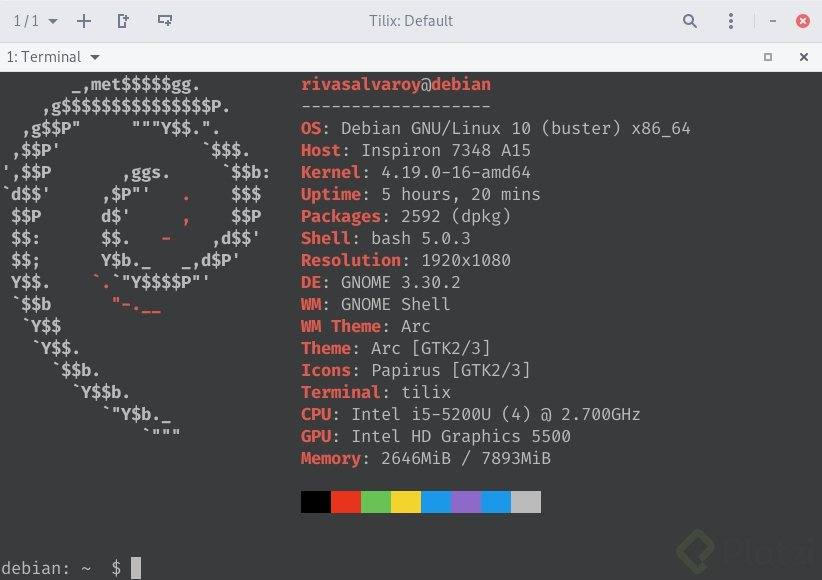 1 / 1
Tilix: Default
1: Terminal
_,met$$$$$gg.
,g$$$$$$$$$$$$$$$P.
,g$$P"     """Y$$.".
,$$P'              `$$$.
',$$P       ,ggs.     `$$b:
`d$$'     ,$P"'   .    $$$
$$P      d$'     ,    $$P
$$:      $$.   -    ,d$$'
$$;      Y$b._   _,d$P'
Y$$.    `.`"Y$$$$P"'
`$$b      "-.__
`Y$$
`Y$$.
`$$b.
`Y$$b.
`"Y$b._
`"""
rivasalvaroy@debian
-------------------
OS: Debian GNU/Linux 10 (buster) x86_64
Host: Inspiron 7348 A15
Kernel: 4.19.0-16-amd64
Uptime: 5 hours, 20 mins
Packages: 2592 (dpkg)
Shell: bash 5.0.3
Resolution: 1920x1080
DE: GNOME 3.30.2
WM: GNOME Shell
WM Theme: Arc
Theme: Arc [GTK2/3]
Icons: Papirus [GTK2/3]
Terminal: tilix
CPU: Intel i5-5200U (4) @ 2.700GHz
GPU: Intel HD Graphics 5500
Memory: 2646MiB / 7893MiB
debian: ~  $
Platzi